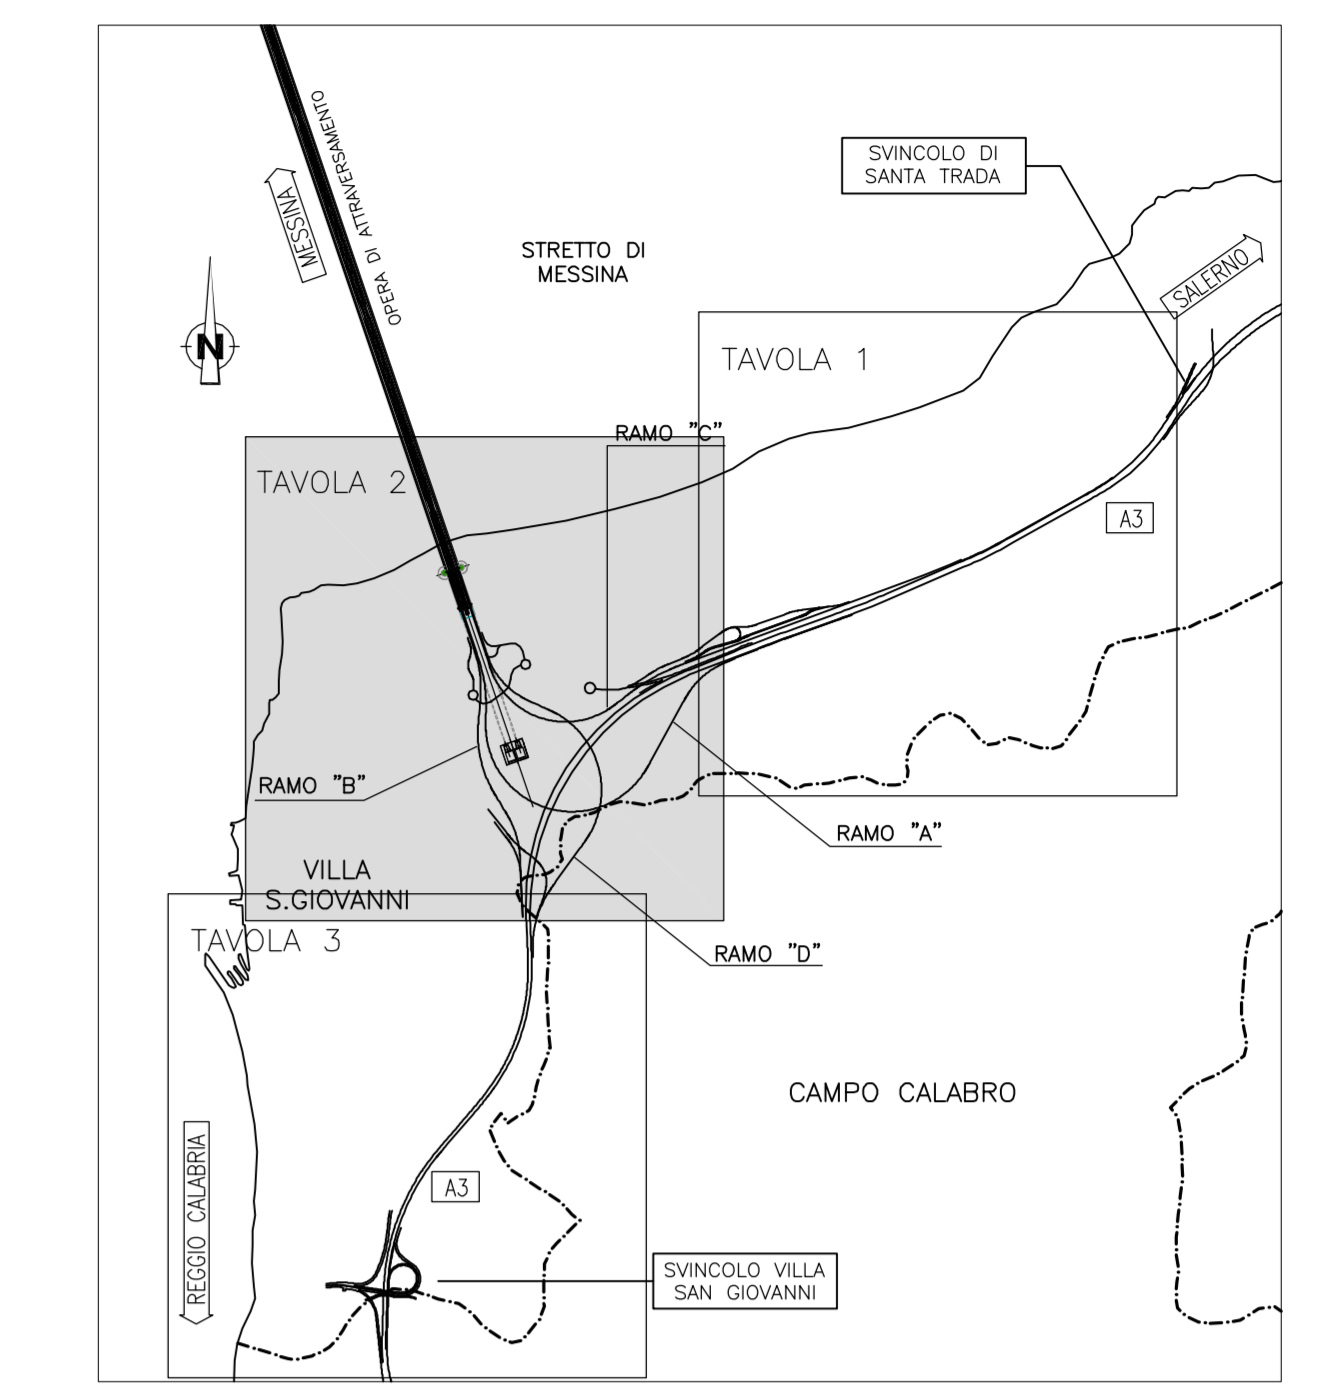 OPERA DI ATTRAVERSAMENTO
MESSINA
SVINCOLO DI
SANTA TRADA
STRETTO DI
MESSINA
SALERNO
N
TAVOLA 1
RAMO "C"
TAVOLA 2
A3
RAMO "B"
RAMO "A"
VILLA
S.GIOVANNI
TAVOLA 3
RAMO "D"
CAMPO CALABRO
REGGIO CALABRIA
A3
SVINCOLO VILLA
SAN GIOVANNI